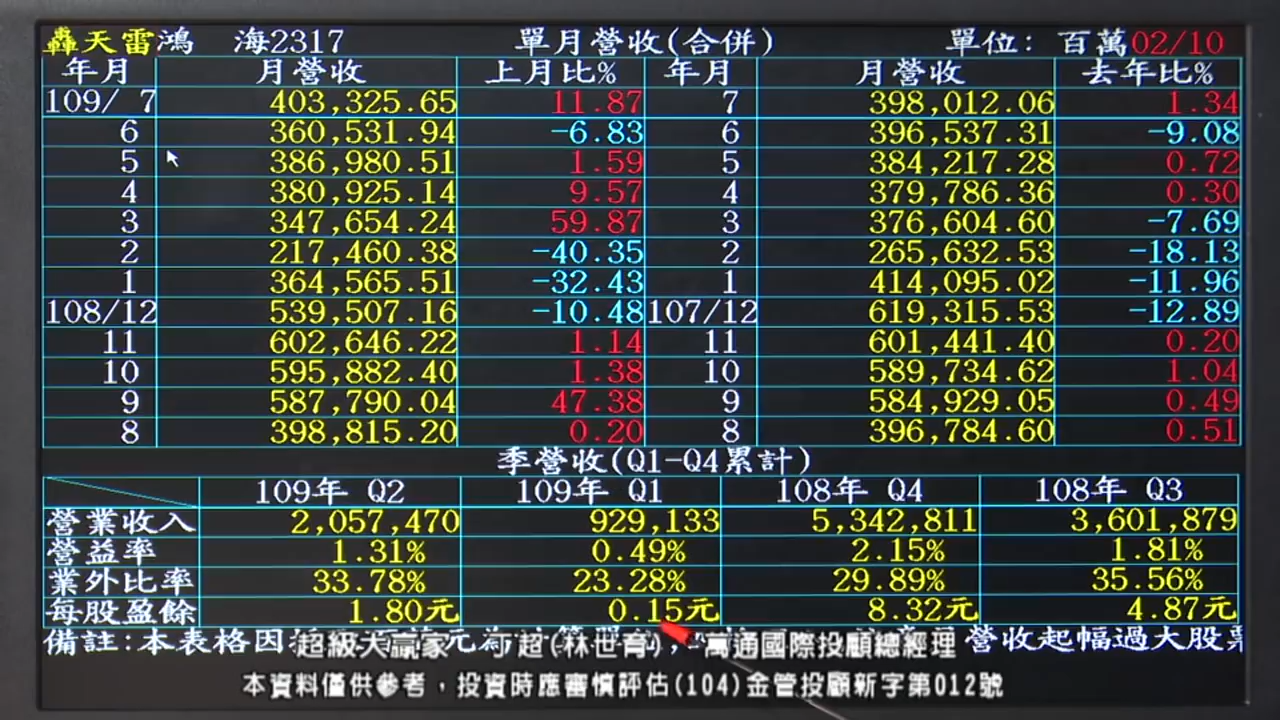 轟天雷鴻 海2317 單月營收(合併) 單位: 百萬02/10
年月 月營收 上月比% 年月 月營收 去年比%
109/ 7 403,325.65 11.87 7 398,012.06 1.34
6 360,531.94 -6.83 6 396,537.31 -9.08
5 386,980.51 1.59 5 384,217.28 0.72
4 380,925.14 9.57 4 379,786.36 0.30
3 347,654.24 59.87 3 376,604.60 -7.69
2 217,460.38 -40.35 2 265,632.53 -18.13
1 364,565.51 -32.43 1 414,095.02 -11.96
108/12 539,507.16 -10.48 107/12 619,315.53 -12.89
11 602,646.22 1.14 11 601,441.40 0.20
10 595,882.40 1.38 10 589,734.62 1.04
9 587,790.04 47.38 9 584,929.05 0.49
8 398,815.20 0.20 8 396,784.60 0.51
季營收(Q1-Q4累計)
109年 Q2 109年 Q1 108年 Q4 108年 Q3
營業收入 2,057,470 929,133 5,342,811 3,601,879
營益率 1.31% 0.49% 2.15% 1.81%
業外比率 33.78% 23.28% 29.89% 35.56%
每股盈餘 1.80元 0.15元 8.32元 4.87元
備註:本表格因 元為 營收起幅過大股票
超級大贏家 丁超(林世育) 萬通國際投顧總經理
本資料僅供參考，投資時應審慎評估(104)金管投顧新字第012號